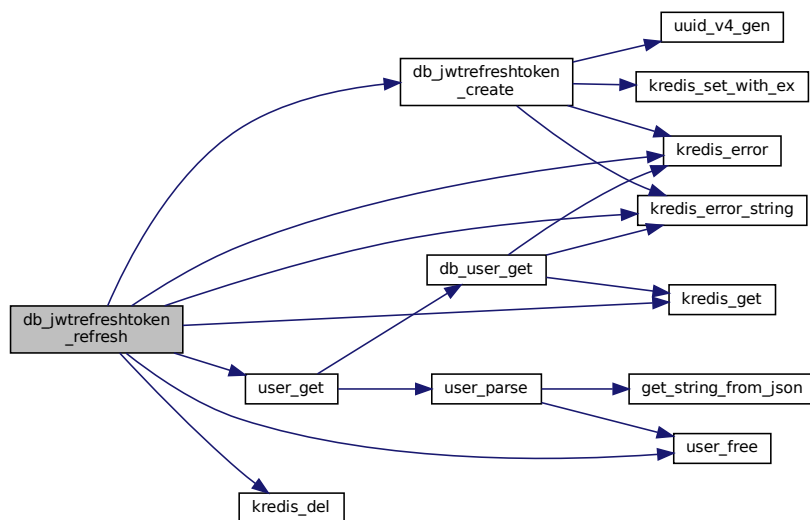 uuid_v4_gen
db_jwtrefreshtoken
_create
kredis_set_with_ex
kredis_error
kredis_error_string
db_user_get
kredis_get
db_jwtrefreshtoken
_refresh
user_get
user_parse
get_string_from_json
user_free
kredis_del